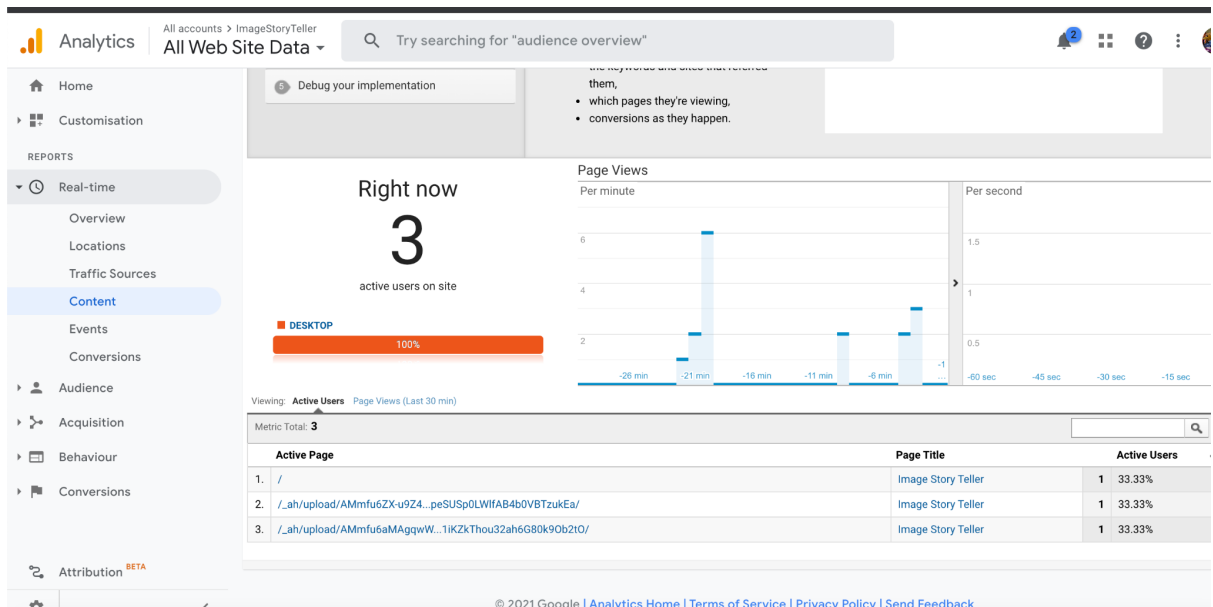 All accounts > ImageStoryTeller
Analytics
All Web Site Data
Try searching for "audience overview"
2
Home
Customisation
REPORTS
Real-time
Overview
Locations
Traffic Sources
Content
Events
Conversions
Audience
Acquisition
Behaviour
Conversions
Attribution BETA
5 Debug your implementation
the keywords and sites that referred
them,
• which pages they're viewing,
• conversions as they happen.
Right now
3
active users on site
DESKTOP
100%
Page Views
Per minute
6
4
2
-26 min -21 min -16 min -11 min -6 min -1
...
Per second
1.5
1
0.5
-60 sec -45 sec -30 sec -15 sec
Viewing: Active Users Page Views (Last 30 min)
Metric Total: 3
Active Page Page Title Active Users
1. / Image Story Teller 1 33.33%
2. /_ah/upload/AMmfu6ZX-u9Z4...peSUSp0LWlfAB4b0VBTzukEa/ Image Story Teller 1 33.33%
3. /_ah/upload/AMmfu6aMAgqwW...1iKZkThou32ah6G80k9Ob2tO/ Image Story Teller 1 33.33%
© 2021 Google | Analytics Home | Terms of Service | Privacy Policy | Send Feedback